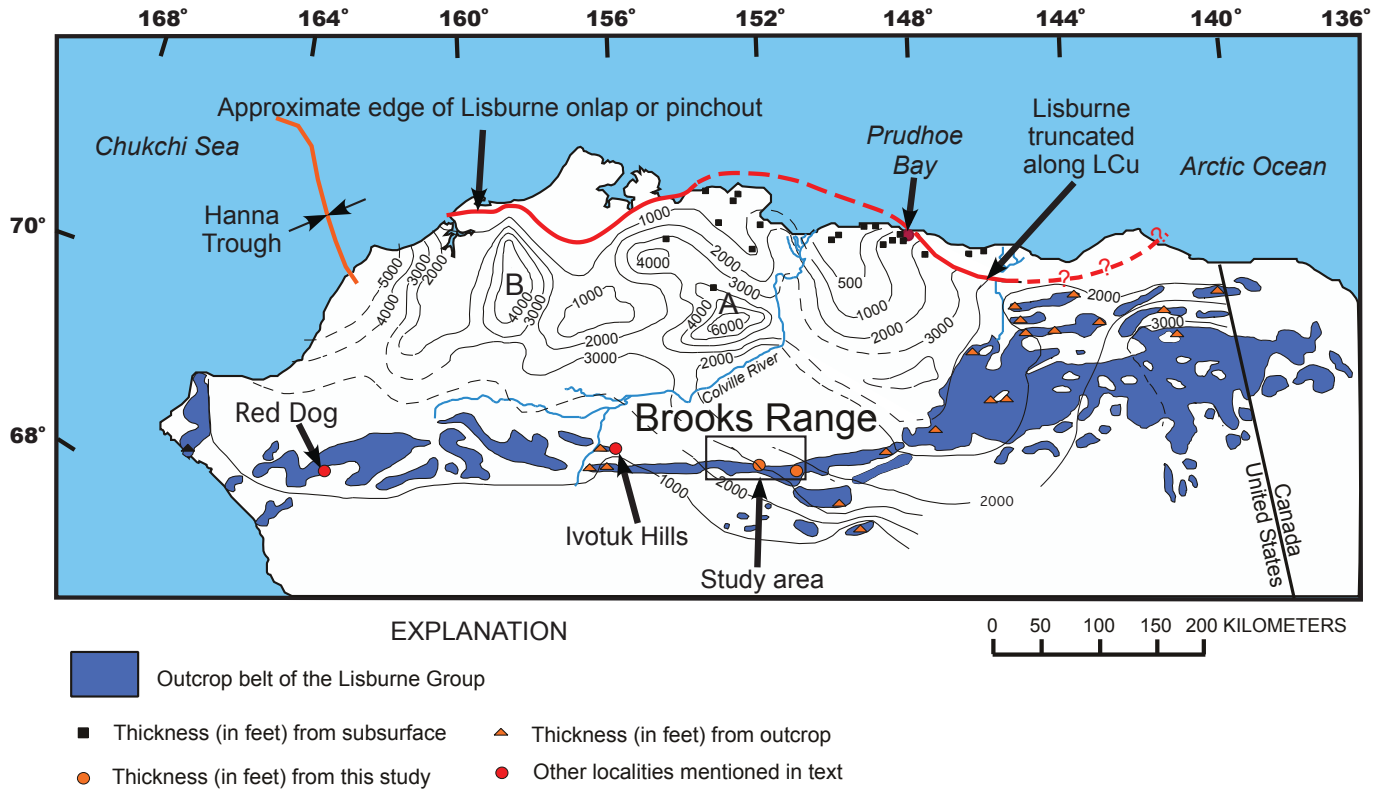 168° 164° 160° 156° 152° 148° 144° 140° 136°
Approximate edge of Lisburne onlap or pinchout
Chukchi Sea
Prudhoe
Bay
Lisburne
truncated
along LCu
Arctic Ocean
Hanna
Trough
70°
68°
5000
3000
2000
4000
4000
B
4000
3000
1000
2000
3000
1000
4000
2000
3000
4000
A
6000
2000
500
1000
2000
3000
? ? ?
2000
3000
Colville River
Brooks Range
Red Dog
Ivotuk Hills
1000
2000
2000
Study area
Canada
United States
EXPLANATION
0 50 100 150 200 KILOMETERS
Outcrop belt of the Lisburne Group
Thickness (in feet) from subsurface
Thickness (in feet) from outcrop
Thickness (in feet) from this study
Other localities mentioned in text